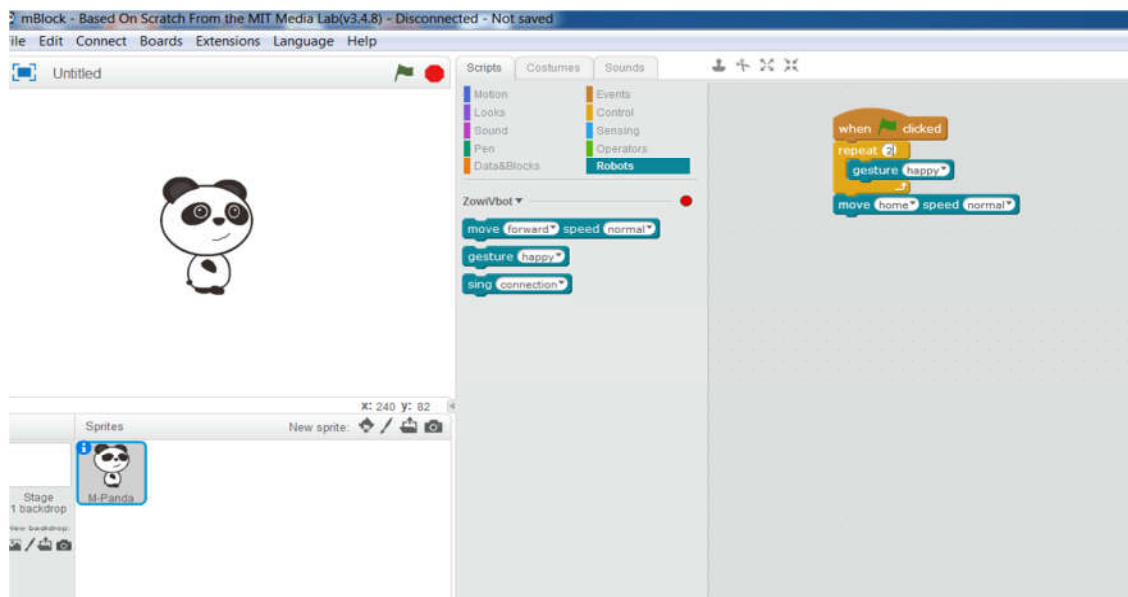 mBlock - Based On Scratch From the MIT Media Lab(v3.4.8) - Disconnected - Not saved
ile Edit Connect Boards Extensions Language Help
Untitled
x: 240 y: 82
Sprites New sprite:
M-Panda
Stage
1 backdrop
New backdrop:
Scripts Costumes Sounds
Motion Events
Looks Control
Sound Sensing
Pen Operators
Data&Blocks Robots
ZowiVbot
move forward speed normal
gesture happy
sing connection
when clicked
repeat 2
gesture happy
move home speed normal